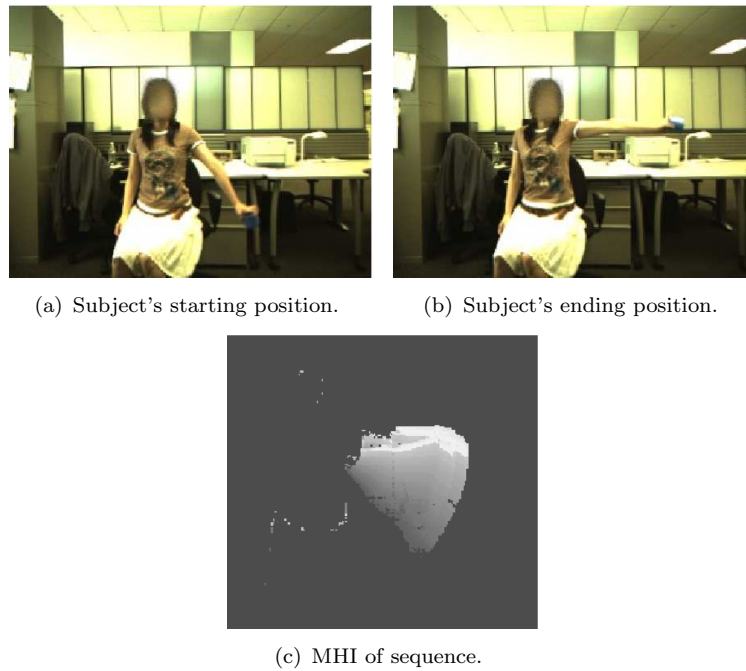 (a) Subject's starting position.
(b) Subject's ending position.
(c) MHI of sequence.